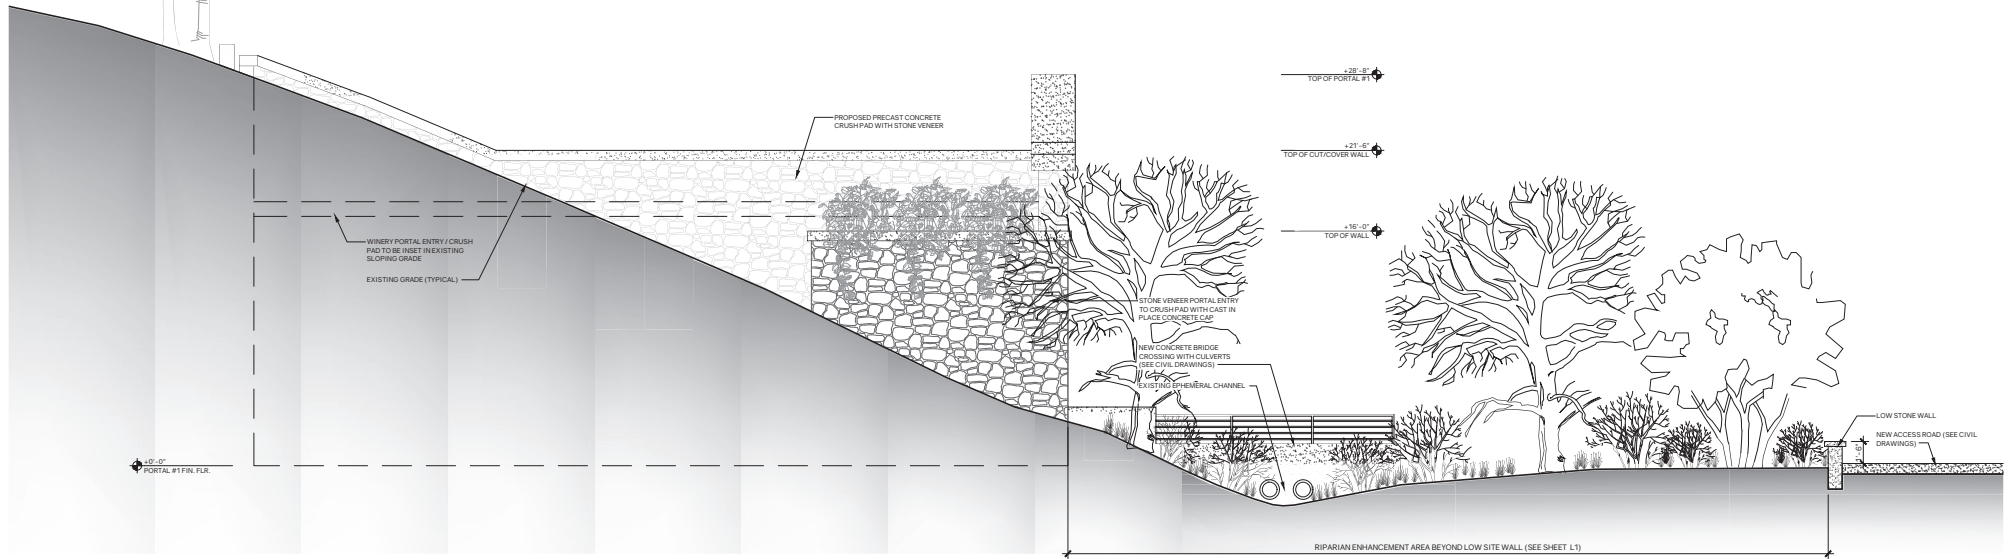 +28'-8"
TOP OF PORTAL #1
PROPOSED PRECAST CONCRETE
CRUSH PAD WITH STONE VENEER
+21'-6"
TOP OF CUT/COVER WALL
+16'-0"
TOP OF WALL
WINERY PORTAL ENTRY / CRUSH
PAD TO BE INSET IN EXISTING
SLOPING GRADE
EXISTING GRADE (TYPICAL)
STONE VENEER PORTAL ENTRY
TO CRUSH PAD WITH CAST IN
PLACE CONCRETE CAP
NEW CONCRETE BRIDGE
CROSSING WITH CULVERTS
(SEE CIVIL DRAWINGS)
EXISTING EPHEMERAL CHANNEL
LOW STONE WALL
NEW ACCESS ROAD (SEE CIVIL
DRAWINGS)
+0'-0"
PORTAL #1 FIN. FLR.
RIPARIAN ENHANCEMENT AREA BEYOND LOW SITE WALL (SEE SHEET L1)